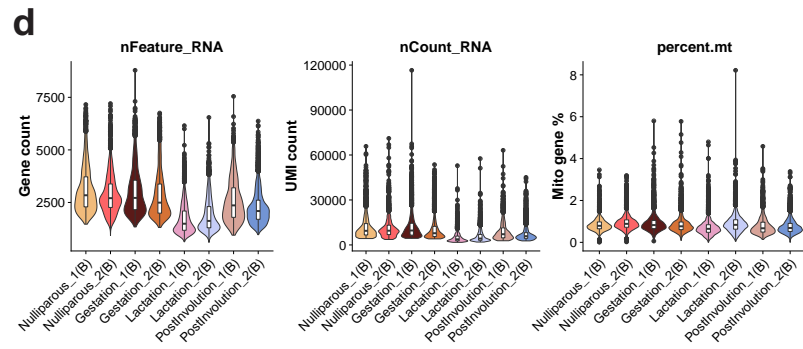 d
nFeature_RNA
Gene count
7500
5000
2500
Nulliparous_1(B)
Nulliparous_2(B)
Gestation_1(B)
Gestation_2(B)
Lactation_1(B)
Lactation_2(B)
PostInvolution_1(B)
PostInvolution_2(B)
nCount_RNA
UMI count
120000
90000
60000
30000
0
Nulliparous_1(B)
Nulliparous_2(B)
Gestation_1(B)
Gestation_2(B)
Lactation_1(B)
Lactation_2(B)
PostInvolution_1(B)
PostInvolution_2(B)
percent.mt
Mito gene %
8
6
4
2
0
Nulliparous_1(B)
Nulliparous_2(B)
Gestation_1(B)
Gestation_2(B)
Lactation_1(B)
Lactation_2(B)
PostInvolution_1(B)
PostInvolution_2(B)